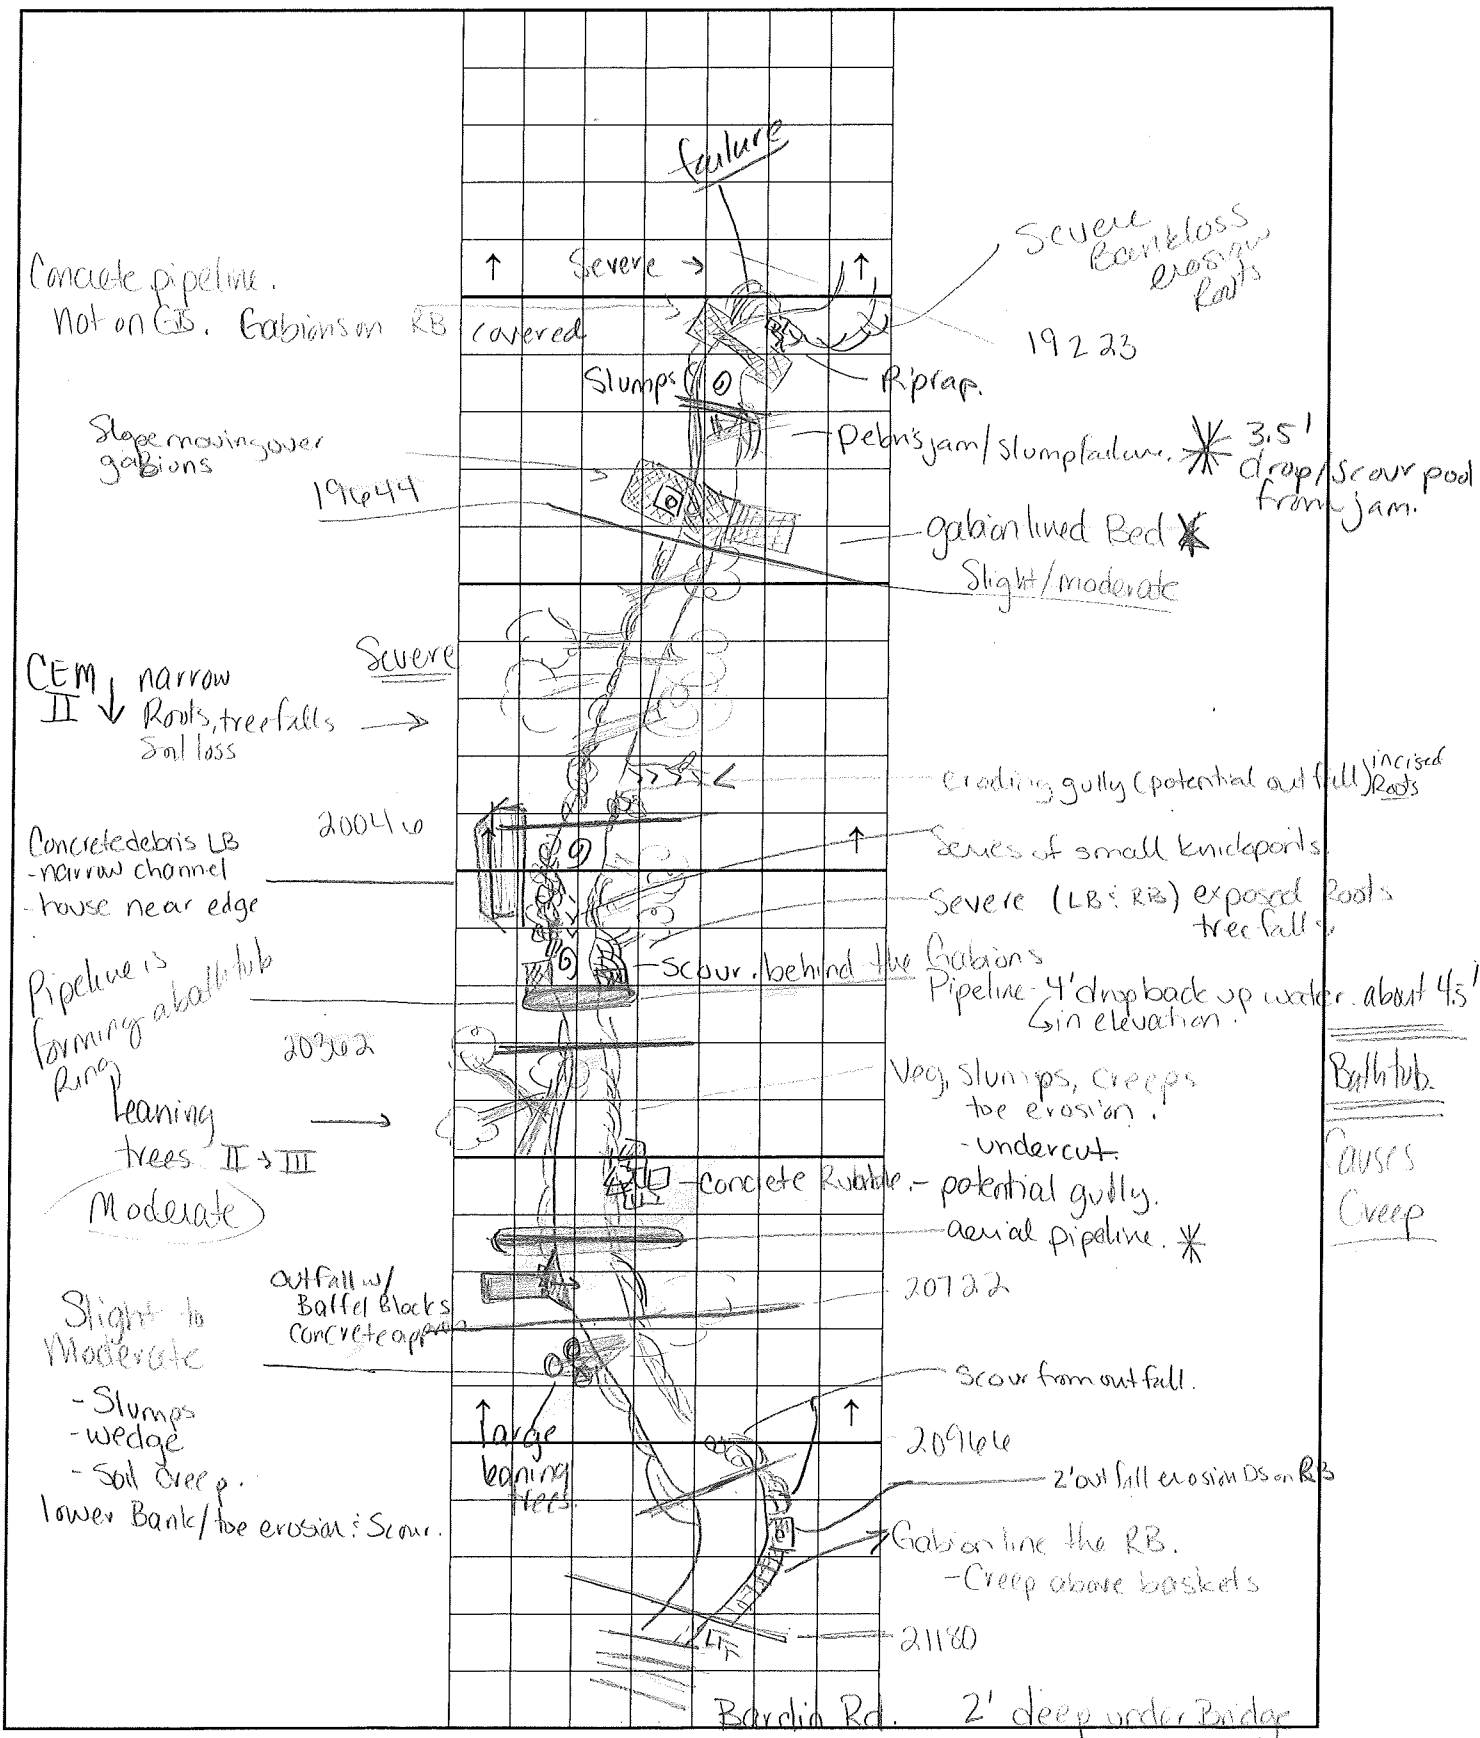 failure
Severe →
Severe
Bankloss
erosion
Roots
Concrete pipeline.
Not on GIS. Gabions on RB covered
19223
Slumps
Riprap.
Slope moving over
gabions
Debris jam/slump failure.
3.5'
drop/scour pool
from jam.
19644
gabion lined Bed
Slight/moderate
Severe
CEM ↓ narrow
II Roots, treefalls →
Soil loss
eroding gully (potential outfall) incised
Roots
20046
Concrete debris LB
-narrow channel
-house near edge
Series of small knickpoints.
Severe (LB & RB) exposed Roots
treefalls.
Scour. behind the Gabions
Pipeline is
forming a bathtub
Ring
Pipeline - 4' drop back up water. about 4.5'
↳in elevation.
20362
Bathtub.
Causes
Creep
Veg, Slumps, Creeps
toe erosion.
-undercut.
Leaning →
trees II → III
Moderate
Concrete Rubble. - potential gully.
aerial pipeline.
outfall w/
Baffel Blocks
Concrete appron
20722
Slight to
Moderate
- Slumps
-wedge
- Soil Creep.
lower Bank/toe erosion & Scour.
Scour from outfall.
Large
leaning
trees.
20966
2' outfall erosion DS on RB
Gabion line the RB.
-Creep above baskets
21180
Bardin Rd. 2' deep under Bridge